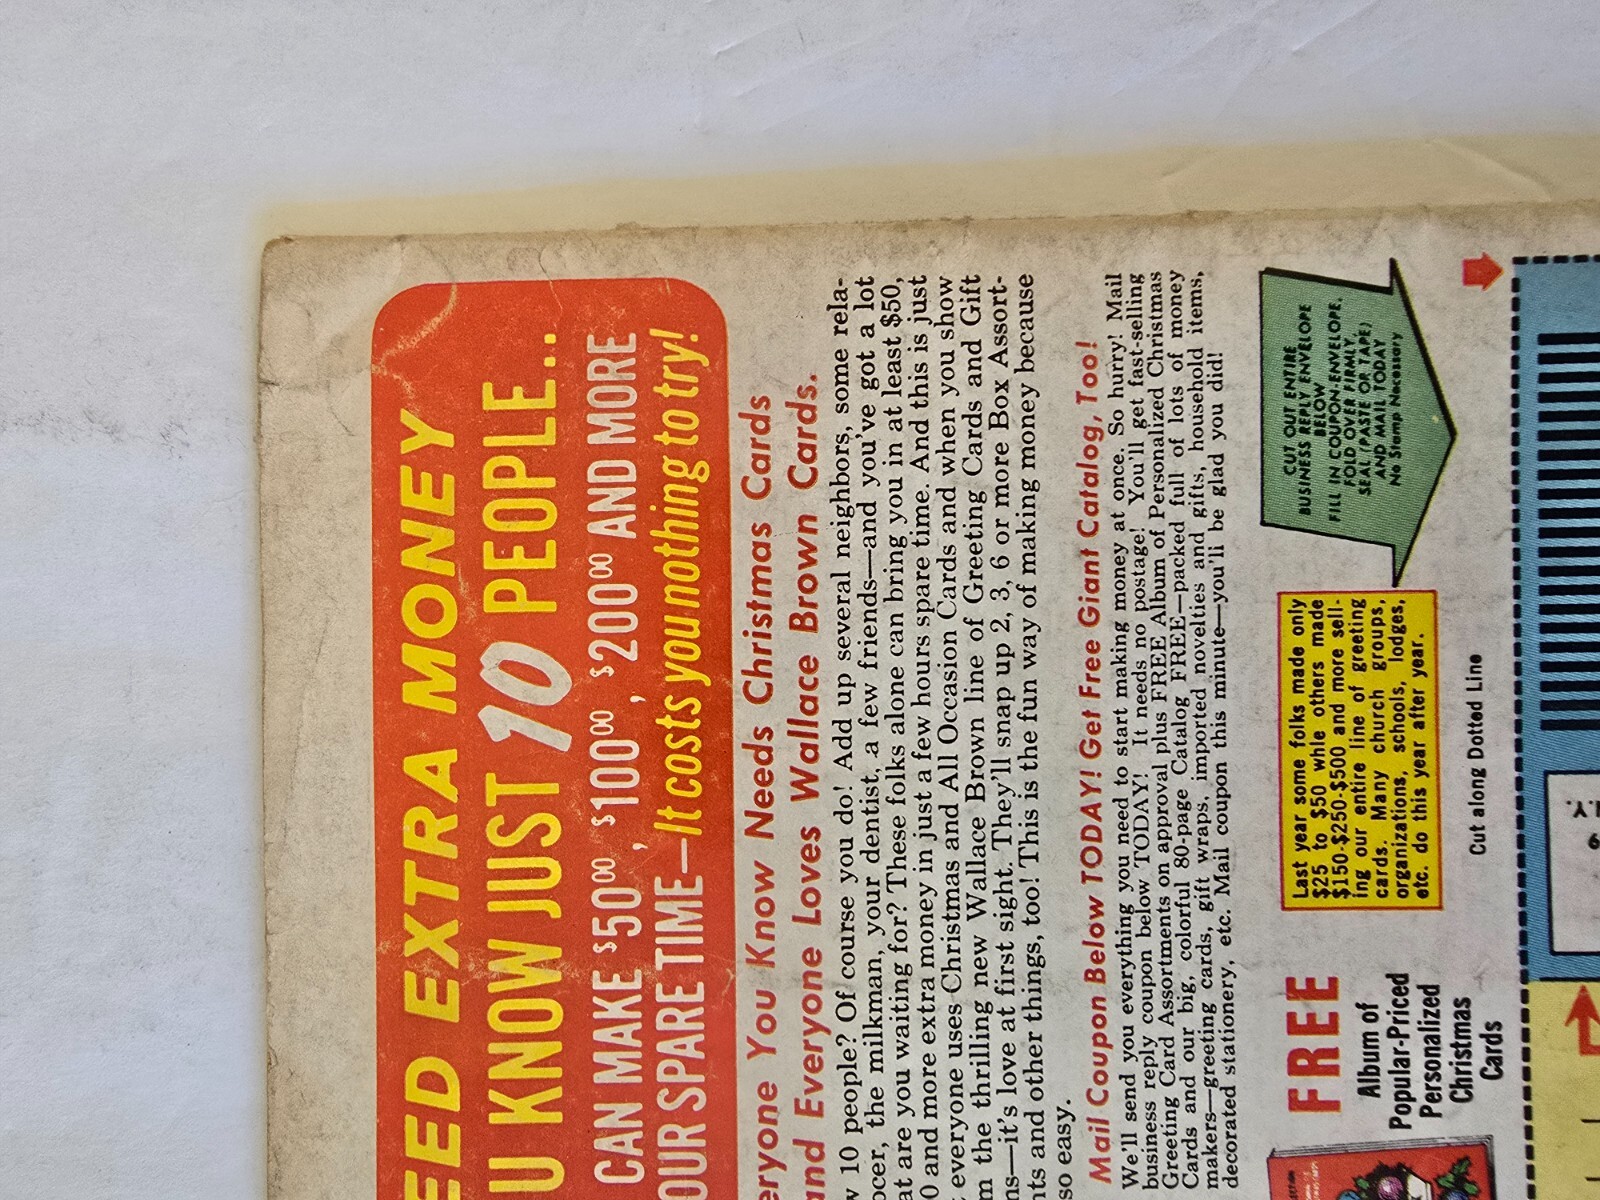 EED EXTRA MONEY
U KNOW JUST 10 PEOPLE...
CAN MAKE $50⁰⁰, $100⁰⁰, $200⁰⁰ AND MORE
OUR SPARE TIME—It costs you nothing to try!
eryone You Know Needs Christmas Cards
and Everyone Loves Wallace Brown Cards.
w 10 people? Of course you do! Add up several neighbors, some rela-
ocer, the milkman, your dentist, a few friends—and you've got a lot
at are you waiting for? These folks alone can bring you in at least $50,
0 and more extra money in just a few hours spare time. And this is just
everyone uses Christmas and All Occasion Cards and when you show
m the thrilling new Wallace Brown line of Greeting Cards and Gift
ns—it's love at first sight. They'll snap up 2, 3, 6 or more Box Assort-
nts and other things, too! This is the fun way of making money because
so easy.
Mail Coupon Below TODAY! Get Free Giant Catalog, Too!
We'll send you everything you need to start making money at once. So hurry! Mail
business reply coupon below TODAY! It needs no postage! You'll get fast-selling
Greeting Card Assortments on approval plus FREE Album of Personalized Christmas
Cards and our big, colorful 80-page Catalog FREE—packed full of lots of money
makers—greeting cards, gift wraps, imported novelties and gifts, household items,
decorated stationery, etc. Mail coupon this minute—you'll be glad you did!
FREE
Album of
Popular-Priced
Personalized
Christmas
Cards
Last year some folks made only
$25 to $50 while others made
$150-$250-$500 and more sell-
ing our entire line of greeting
cards. Many church groups,
organizations, schools, lodges,
etc. do this year after year.
CUT OUT ENTIRE
BUSINESS REPLY ENVELOPE
BELOW
FILL IN COUPON-ENVELOPE,
FOLD OVER FIRMLY,
SEAL (PASTE OR TAPE)
AND MAIL TODAY
No Stamp Necessary
Cut along Dotted Line